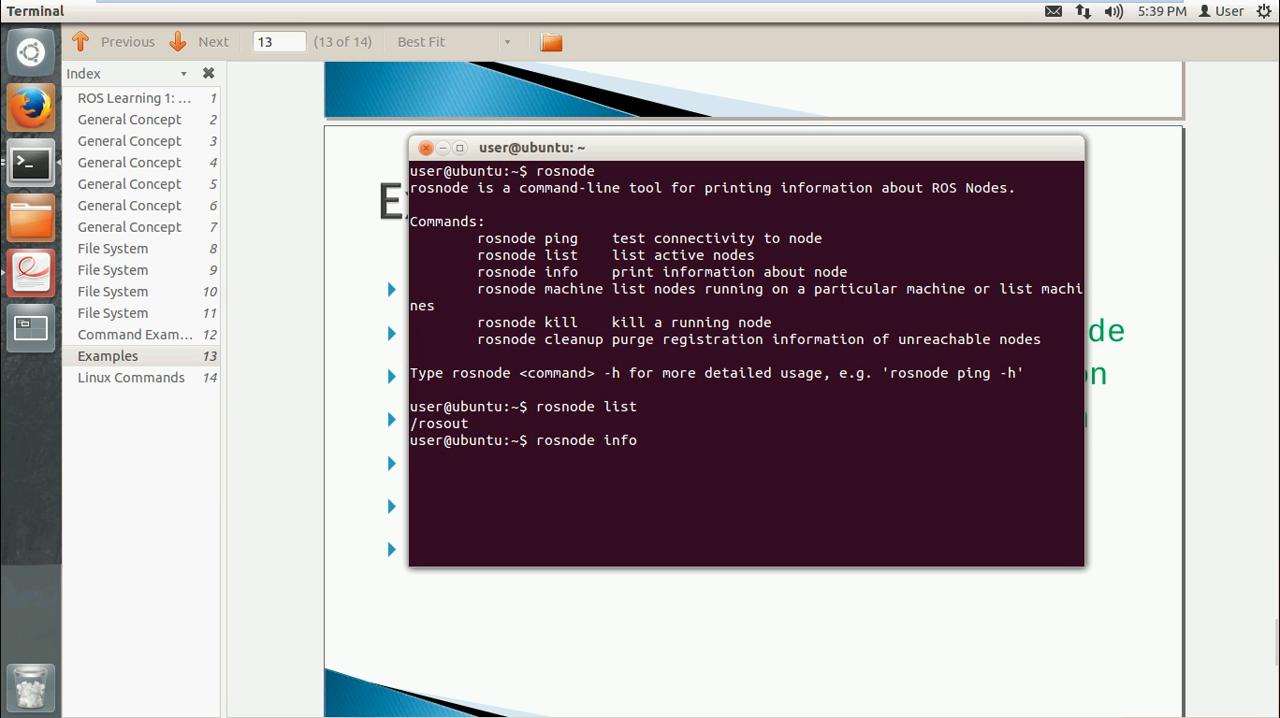 Terminal
5:39 PM User
Previous Next 13 (13 of 14) Best Fit
Index
ROS Learning 1: ... 1
General Concept 2
General Concept 3
General Concept 4
General Concept 5
General Concept 6
General Concept 7
File System 8
File System 9
File System 10
File System 11
Command Exam... 12
Examples 13
Linux Commands 14
user@ubuntu: ~
user@ubuntu:~$ rosnode
rosnode is a command-line tool for printing information about ROS Nodes.
Commands:
rosnode ping test connectivity to node
rosnode list list active nodes
rosnode info print information about node
rosnode machine list nodes running on a particular machine or list machi
nes
rosnode kill kill a running node
rosnode cleanup purge registration information of unreachable nodes
Type rosnode <command> -h for more detailed usage, e.g. 'rosnode ping -h'
user@ubuntu:~$ rosnode list
/rosout
user@ubuntu:~$ rosnode info